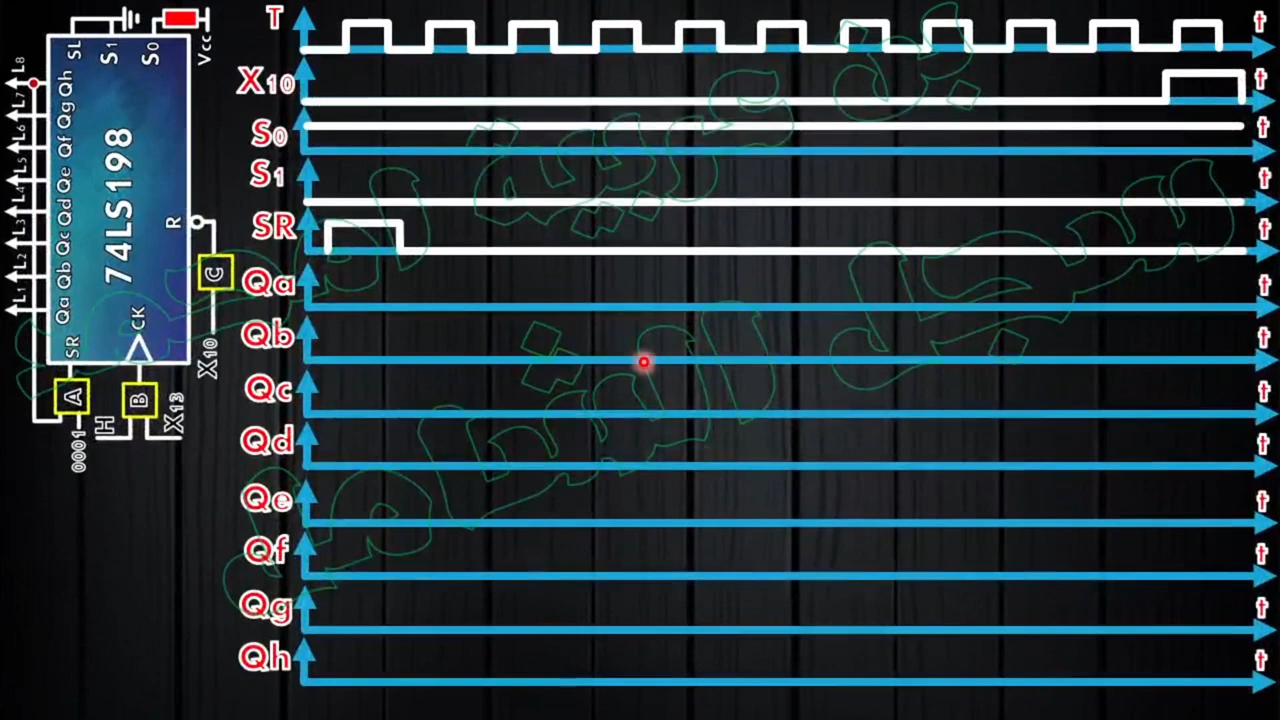 T t
X10 t
S0 t
S1 t
SR t
Qa t
Qb t
Qc t
Qd t
Qe t
Qf t
Qg t
Qh t
SL S1 S0 Vcc
L1 L2 L3 L4 L5 L6 L7 L8
Qa Qb Qc Qd Qe Qf Qg Qh
74LS198
R
SR CK
A B C
0001 H X13 X10